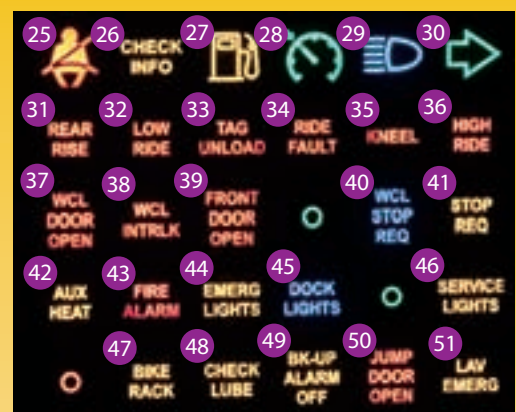 25 26 27 28 29 30
CHECK
INFO
31 32 33 34 35 36
REAR LOW TAG RIDE KNEEL HIGH
RISE RIDE UNLOAD FAULT RIDE
37 38 39 40 41
WCL WCL FRONT WCL STOP
DOOR INTRLK DOOR STOP REQ
OPEN OPEN REQ
42 43 44 45 46
AUX FIRE EMERG DOCK SERVICE
HEAT ALARM LIGHTS LIGHTS LIGHTS
47 48 49 50 51
BIKE CHECK BK-UP JUMP LAV
RACK LUBE ALARM DOOR EMERG
OFF OPEN